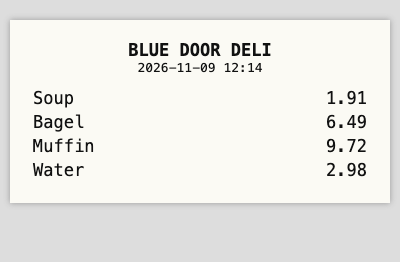 BLUE DOOR DELI
2026-11-09 12:14
Soup 1.91
Bagel 6.49
Muffin 9.72
Water 2.98